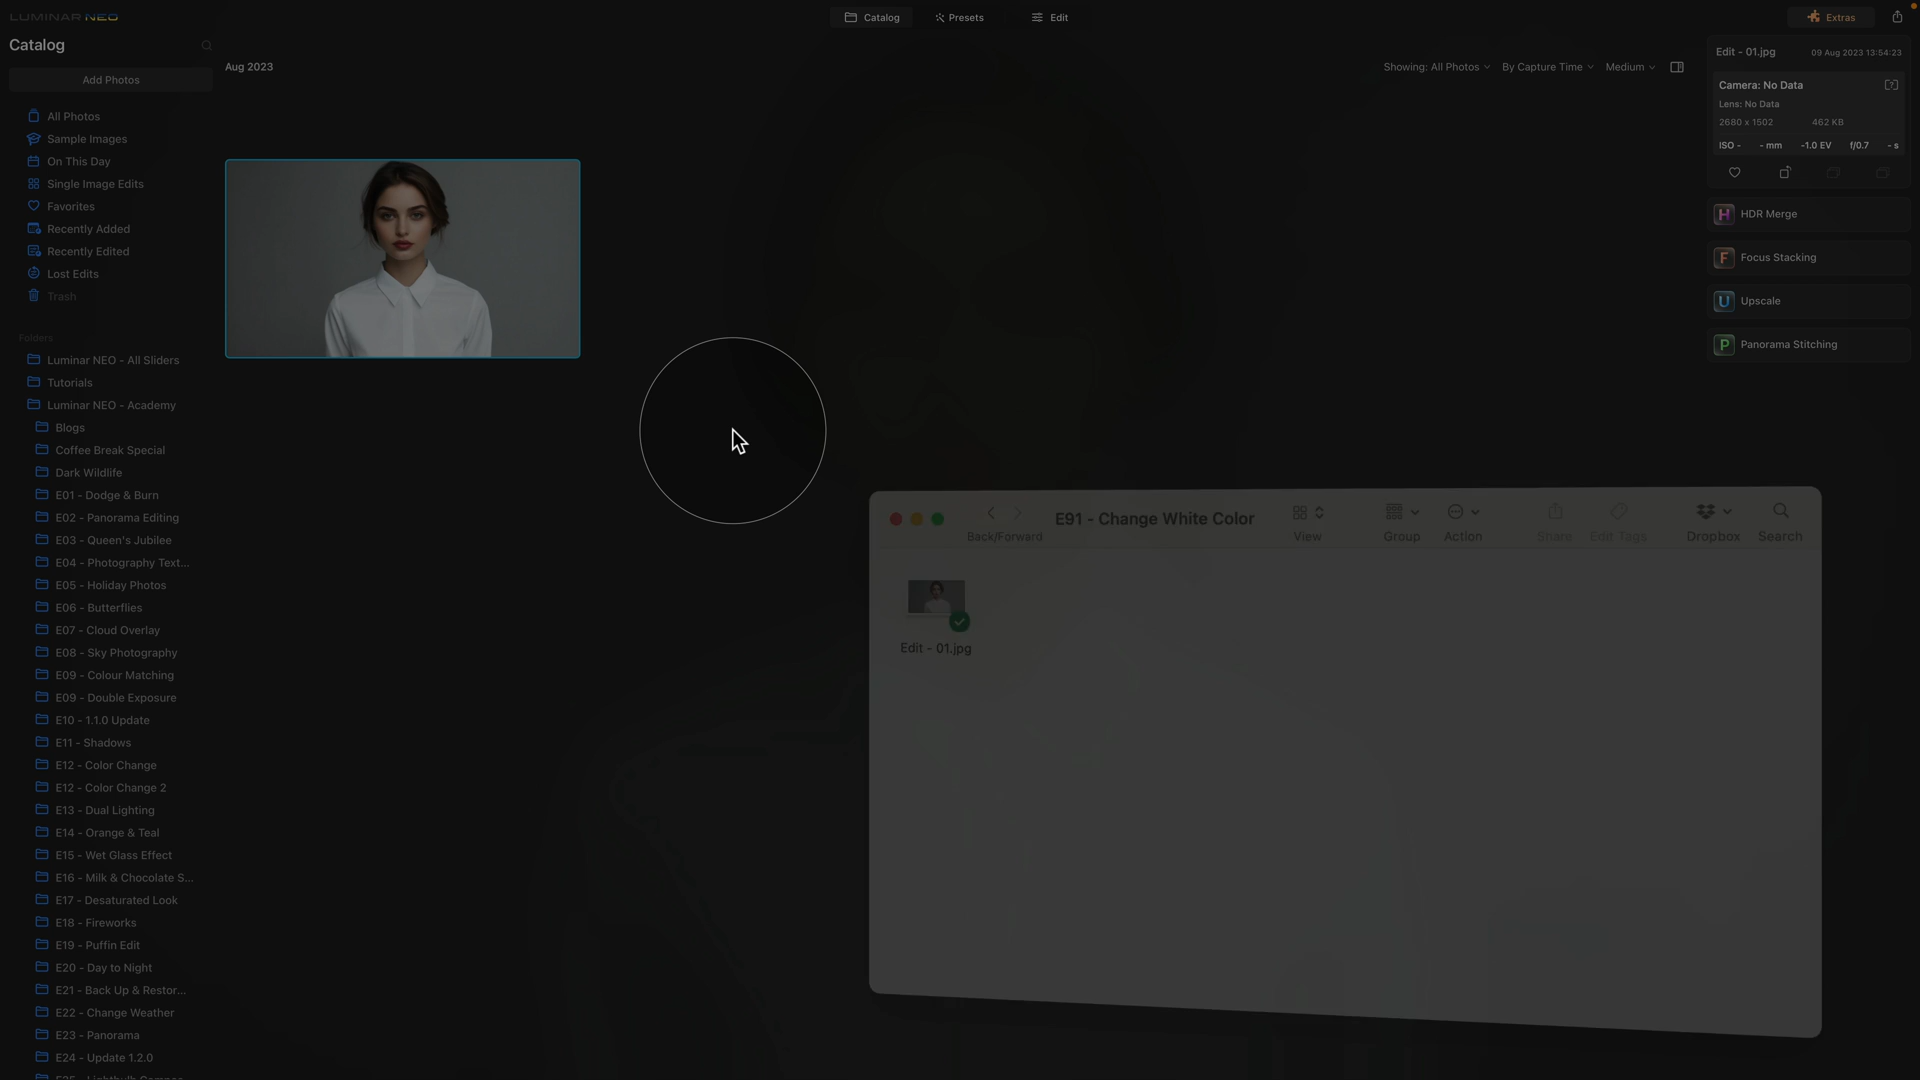 LUMINAR NEO
Catalog
Presets
Edit
Extras
Catalog
Add Photos
All Photos
Sample Images
On This Day
Single Image Edits
Favorites
Recently Added
Recently Edited
Lost Edits
Trash
Folders
Luminar NEO - All Sliders
Tutorials
Luminar NEO - Academy
Blogs
Coffee Break Special
Dark Wildlife
E01 - Dodge & Burn
E02 - Panorama Editing
E03 - Queen's Jubilee
E04 - Photography Text...
E05 - Holiday Photos
E06 - Butterflies
E07 - Cloud Overlay
E08 - Sky Photography
E09 - Colour Matching
E09 - Double Exposure
E10 - 1.1.0 Update
E11 - Shadows
E12 - Color Change
E12 - Color Change 2
E13 - Dual Lighting
E14 - Orange & Teal
E15 - Wet Glass Effect
E16 - Milk & Chocolate S...
E17 - Desaturated Look
E18 - Fireworks
E19 - Puffin Edit
E20 - Day to Night
E21 - Back Up & Restor...
E22 - Change Weather
E23 - Panorama
E24 - Update 1.2.0
Aug 2023
Showing: All Photos
By Capture Time
Medium
Edit - 01.jpg
09 Aug 2023 13:54:23
Camera: No Data
Lens: No Data
2680 x 1502
462 KB
ISO -
- mm
-1.0 EV
f/0.7
- s
H HDR Merge
F Focus Stacking
U Upscale
P Panorama Stitching
E91 - Change White Color
Back/Forward
View
Group
Action
Share
Edit Tags
Dropbox
Search
Edit - 01.jpg